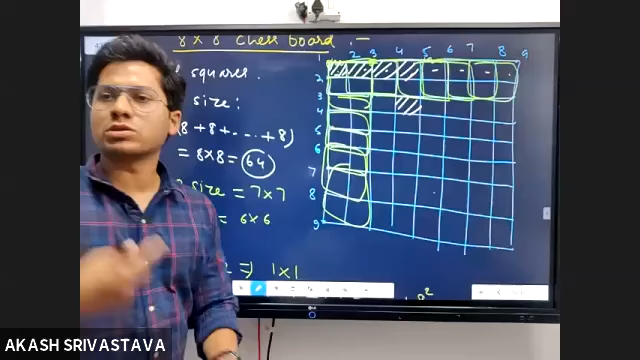 8 x 8 chess board :-
squares.
size:
1 2 3 4 5 6 7 8 9
(8 + 8 + ---- + 8)
2
= 8x8 = 64
3
size = 7x7
4
= 6x6
5
6
7
8
9
=) 1x1
8²
AKASH SRIVASTAVA